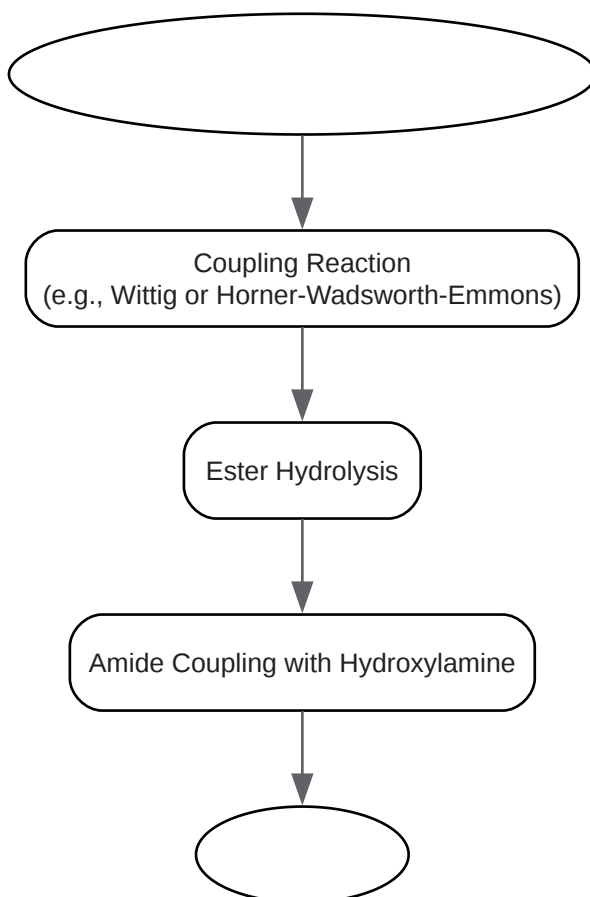 Coupling Reaction
(e.g., Wittig or Horner-Wadsworth-Emmons)
Ester Hydrolysis
Amide Coupling with Hydroxylamine